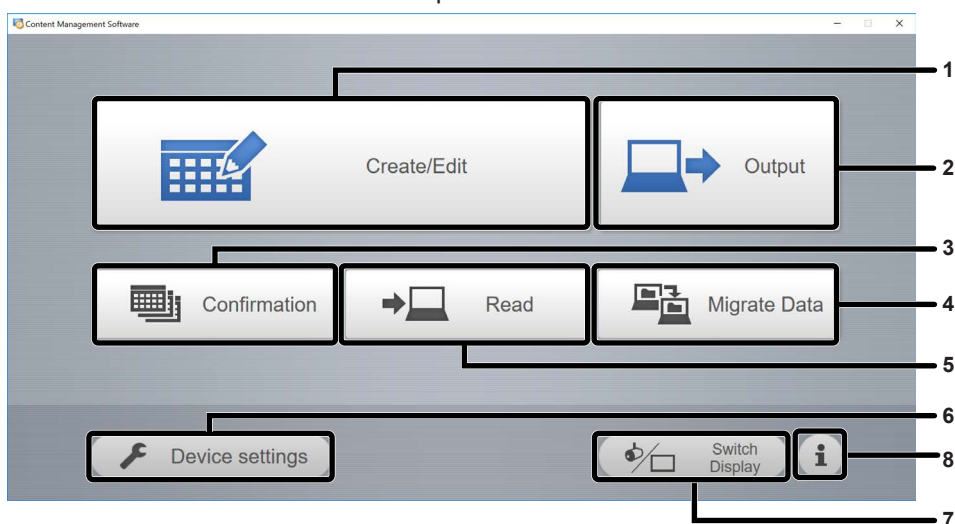 Content Management Software
1
Create/Edit
Output
2
3
Confirmation
Read
Migrate Data
4
5
6
Device settings
Switch
Display
i
8
7